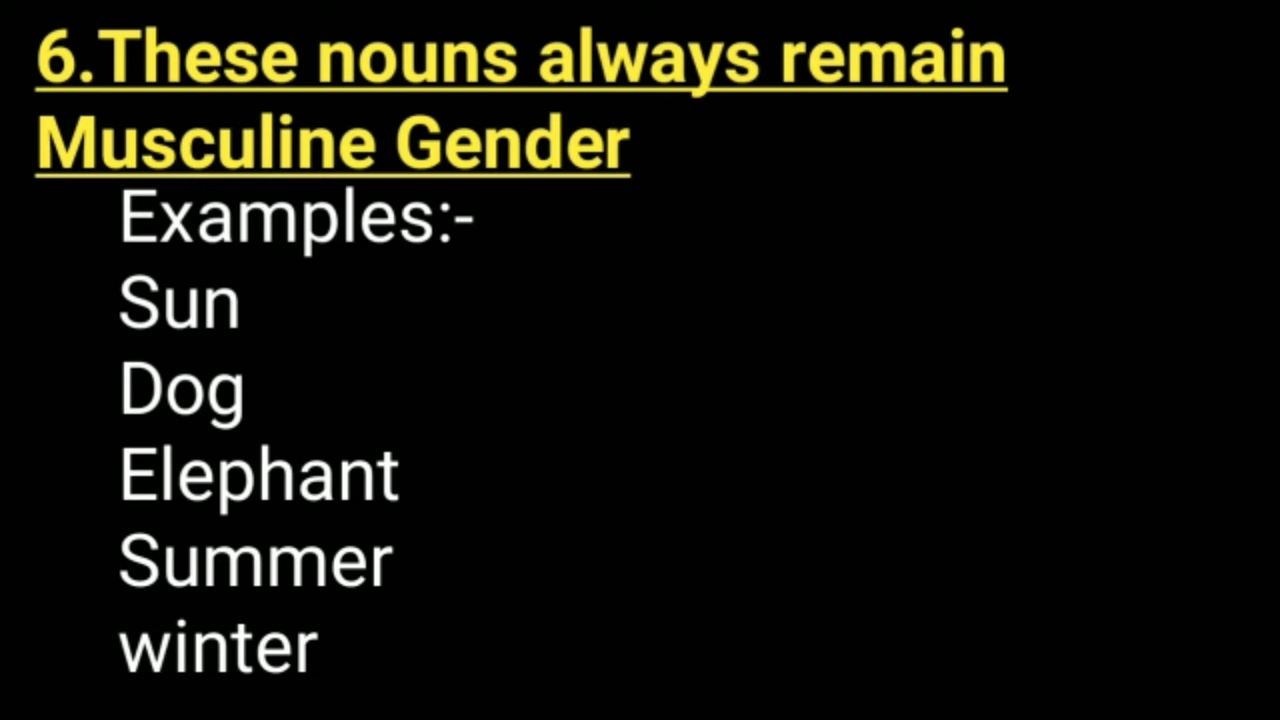 6.These nouns always remain
Musculine Gender
Examples:-
Sun
Dog
Elephant
Summer
winter